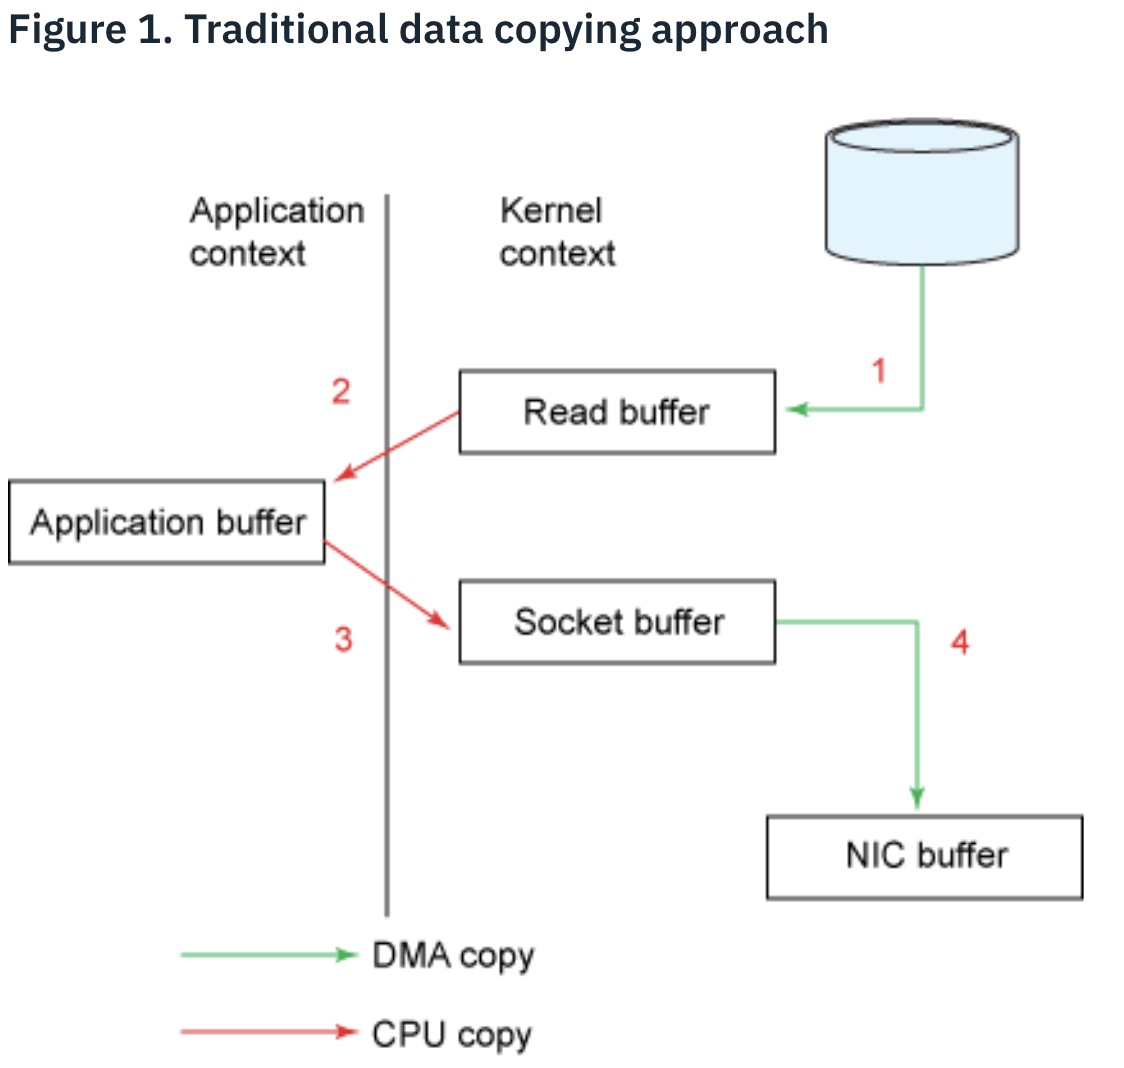 Figure 1. Traditional data copying approach
Application
context
Kernel
context
1
2
Read buffer
Application buffer
Socket buffer
3
4
NIC buffer
DMA copy
CPU copy